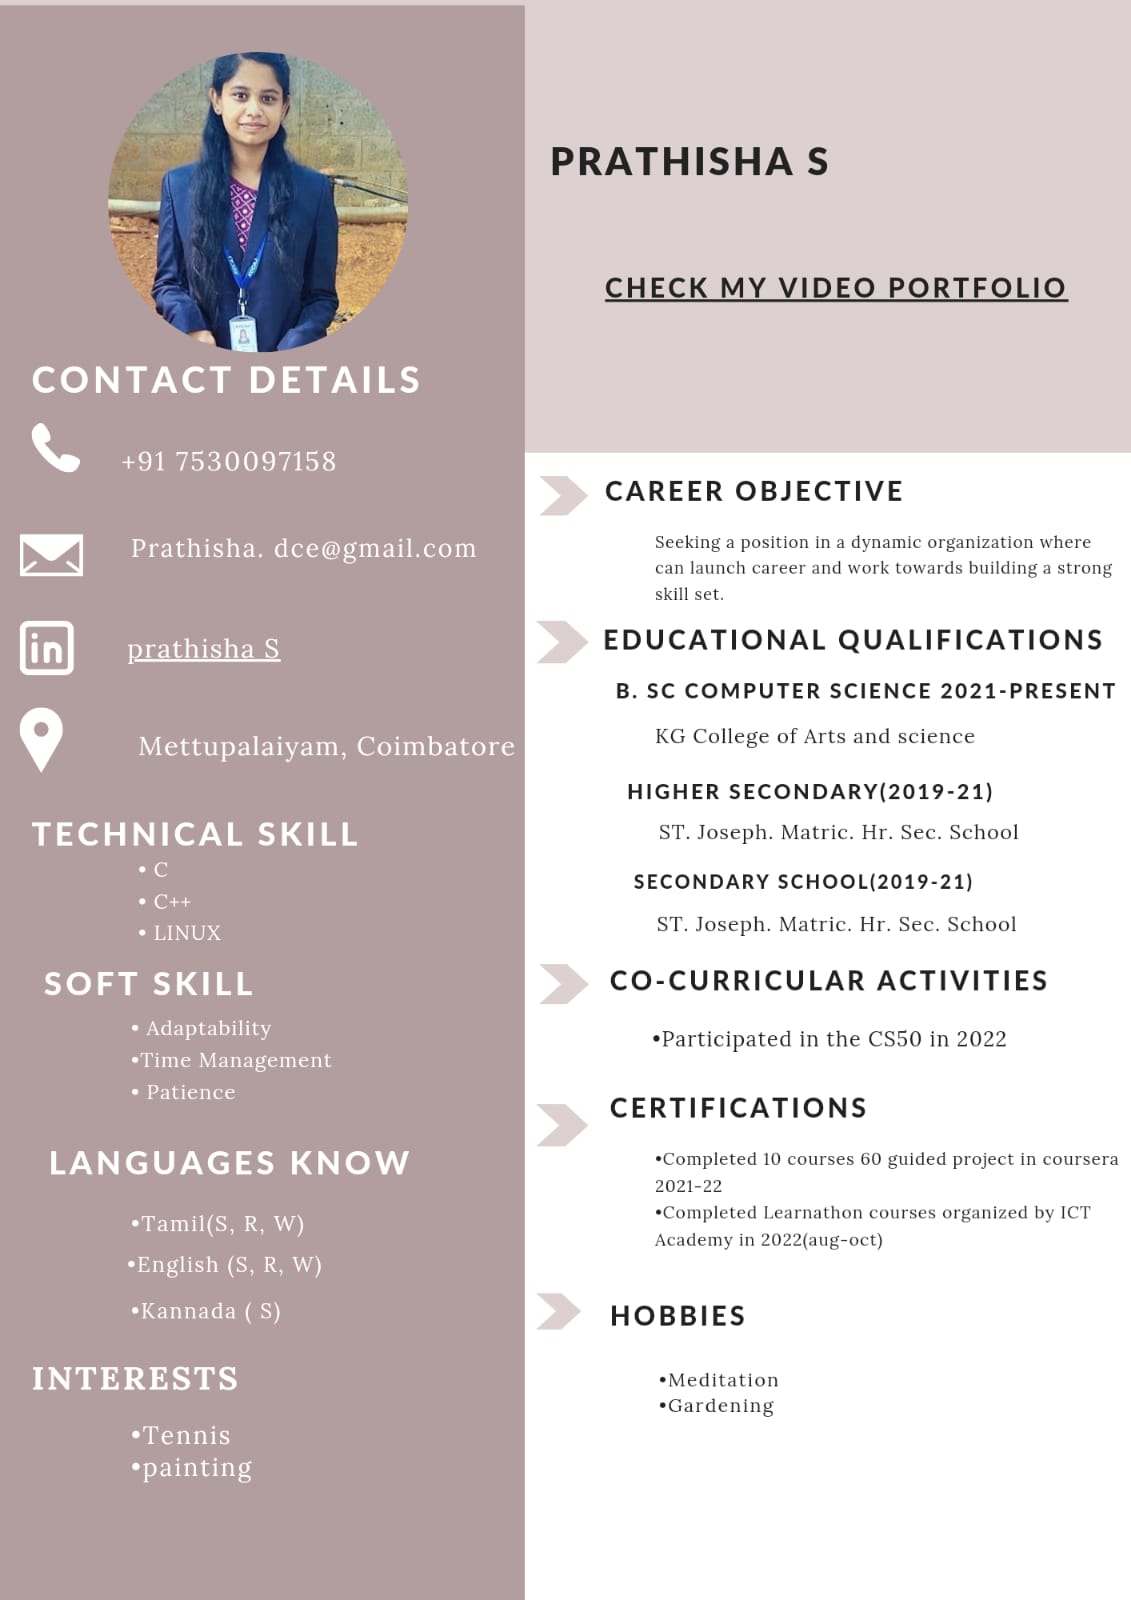 PRATHISHA S
CHECK MY VIDEO PORTFOLIO
CONTACT DETAILS
+91 7530097158
Prathisha. dce@gmail.com
in
prathisha S
Mettupalaiyam, Coimbatore
TECHNICAL SKILL
• C
• C++
• LINUX
SOFT SKILL
• Adaptability
•Time Management
• Patience
LANGUAGES KNOW
•Tamil(S, R, W)
•English (S, R, W)
•Kannada ( S)
INTERESTS
•Tennis
•painting
CAREER OBJECTIVE
Seeking a position in a dynamic organization where
can launch career and work towards building a strong
skill set.
EDUCATIONAL QUALIFICATIONS
B. SC COMPUTER SCIENCE 2021-PRESENT
KG College of Arts and science
HIGHER SECONDARY(2019-21)
ST. Joseph. Matric. Hr. Sec. School
SECONDARY SCHOOL(2019-21)
ST. Joseph. Matric. Hr. Sec. School
CO-CURRICULAR ACTIVITIES
•Participated in the CS50 in 2022
CERTIFICATIONS
•Completed 10 courses 60 guided project in coursera
2021-22
•Completed Learnathon courses organized by ICT
Academy in 2022(aug-oct)
HOBBIES
•Meditation
•Gardening